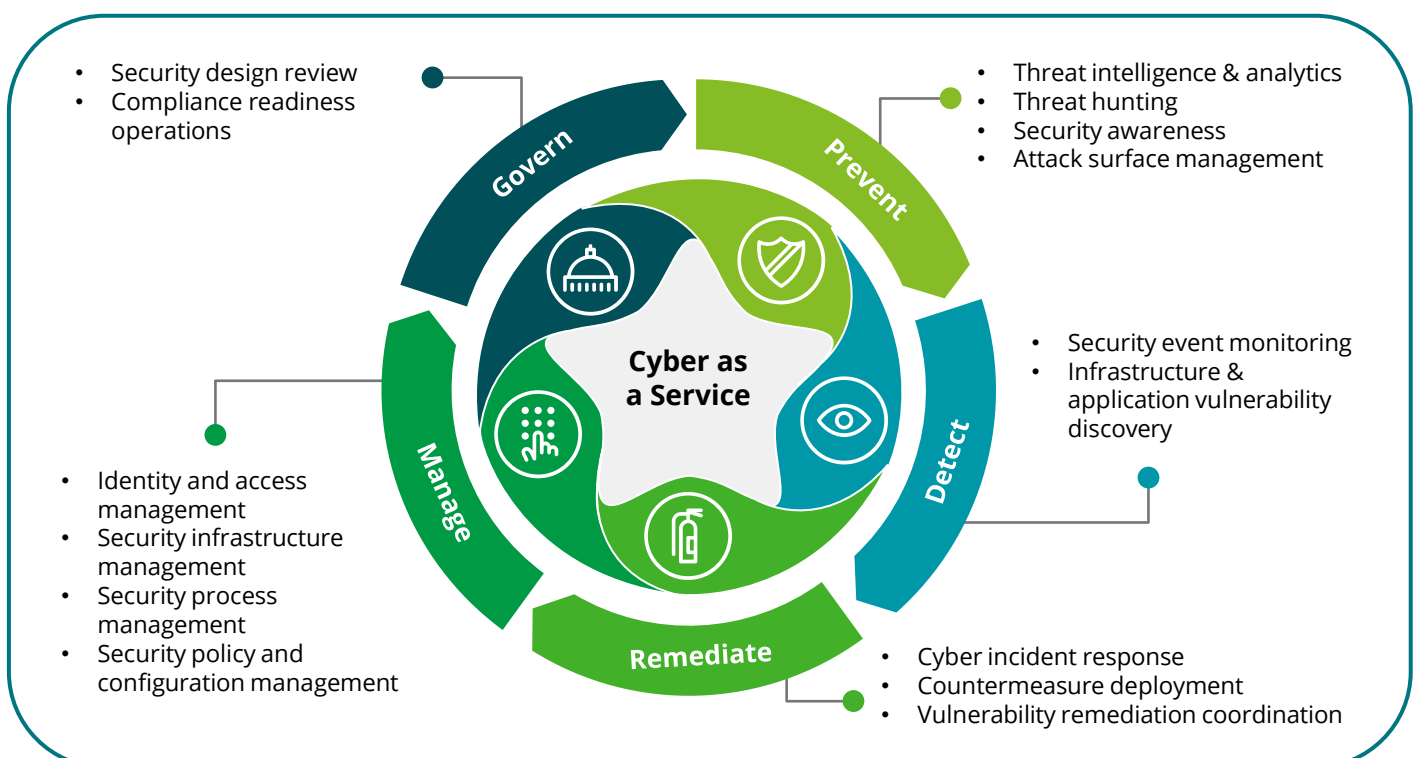 • Security design review
• Compliance readiness
operations
Govern
Prevent
• Threat intelligence & analytics
• Threat hunting
• Security awareness
• Attack surface management
Cyber as
a Service
• Security event monitoring
• Infrastructure &
application vulnerability
discovery
Detect
Manage
• Identity and access
management
• Security infrastructure
management
• Security process
management
• Security policy and
configuration management
Remediate
• Cyber incident response
• Countermeasure deployment
• Vulnerability remediation coordination